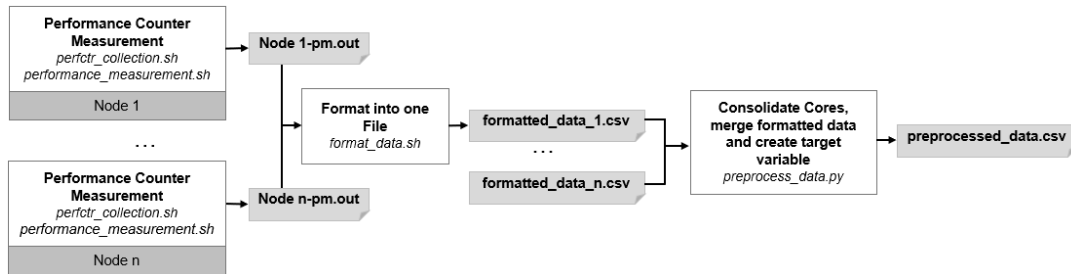 Performance Counter
Measurement
perfctr_collection.sh
performance_measurement.sh
Node 1
...
Performance Counter
Measurement
perfctr_collection.sh
performance_measurement.sh
Node n
Node 1-pm.out
Node n-pm.out
Format into one
File
format_data.sh
formatted_data_1.csv
...
formatted_data_n.csv
Consolidate Cores,
merge formatted data
and create target
variable
preprocess_data.py
preprocessed_data.csv